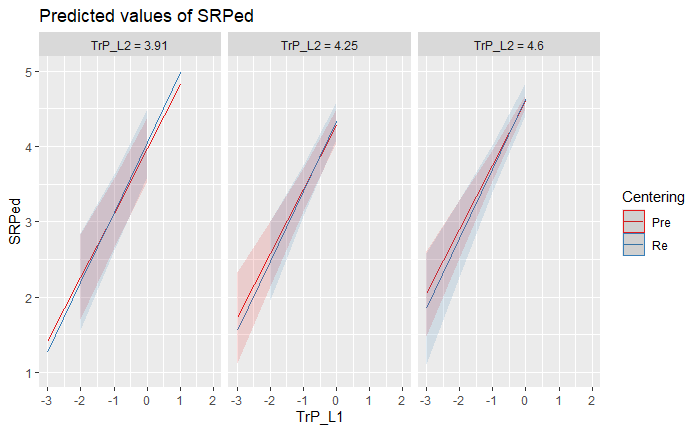 Predicted values of SRPed
TrP_L2 = 3.91
TrP_L2 = 4.25
TrP_L2 = 4.6
5
4
3
2
1
SRPed
-3 -2 -1 0 1 2
-3 -2 -1 0 1 2
-3 -2 -1 0 1 2
TrP_L1
Centering
Pre
Re